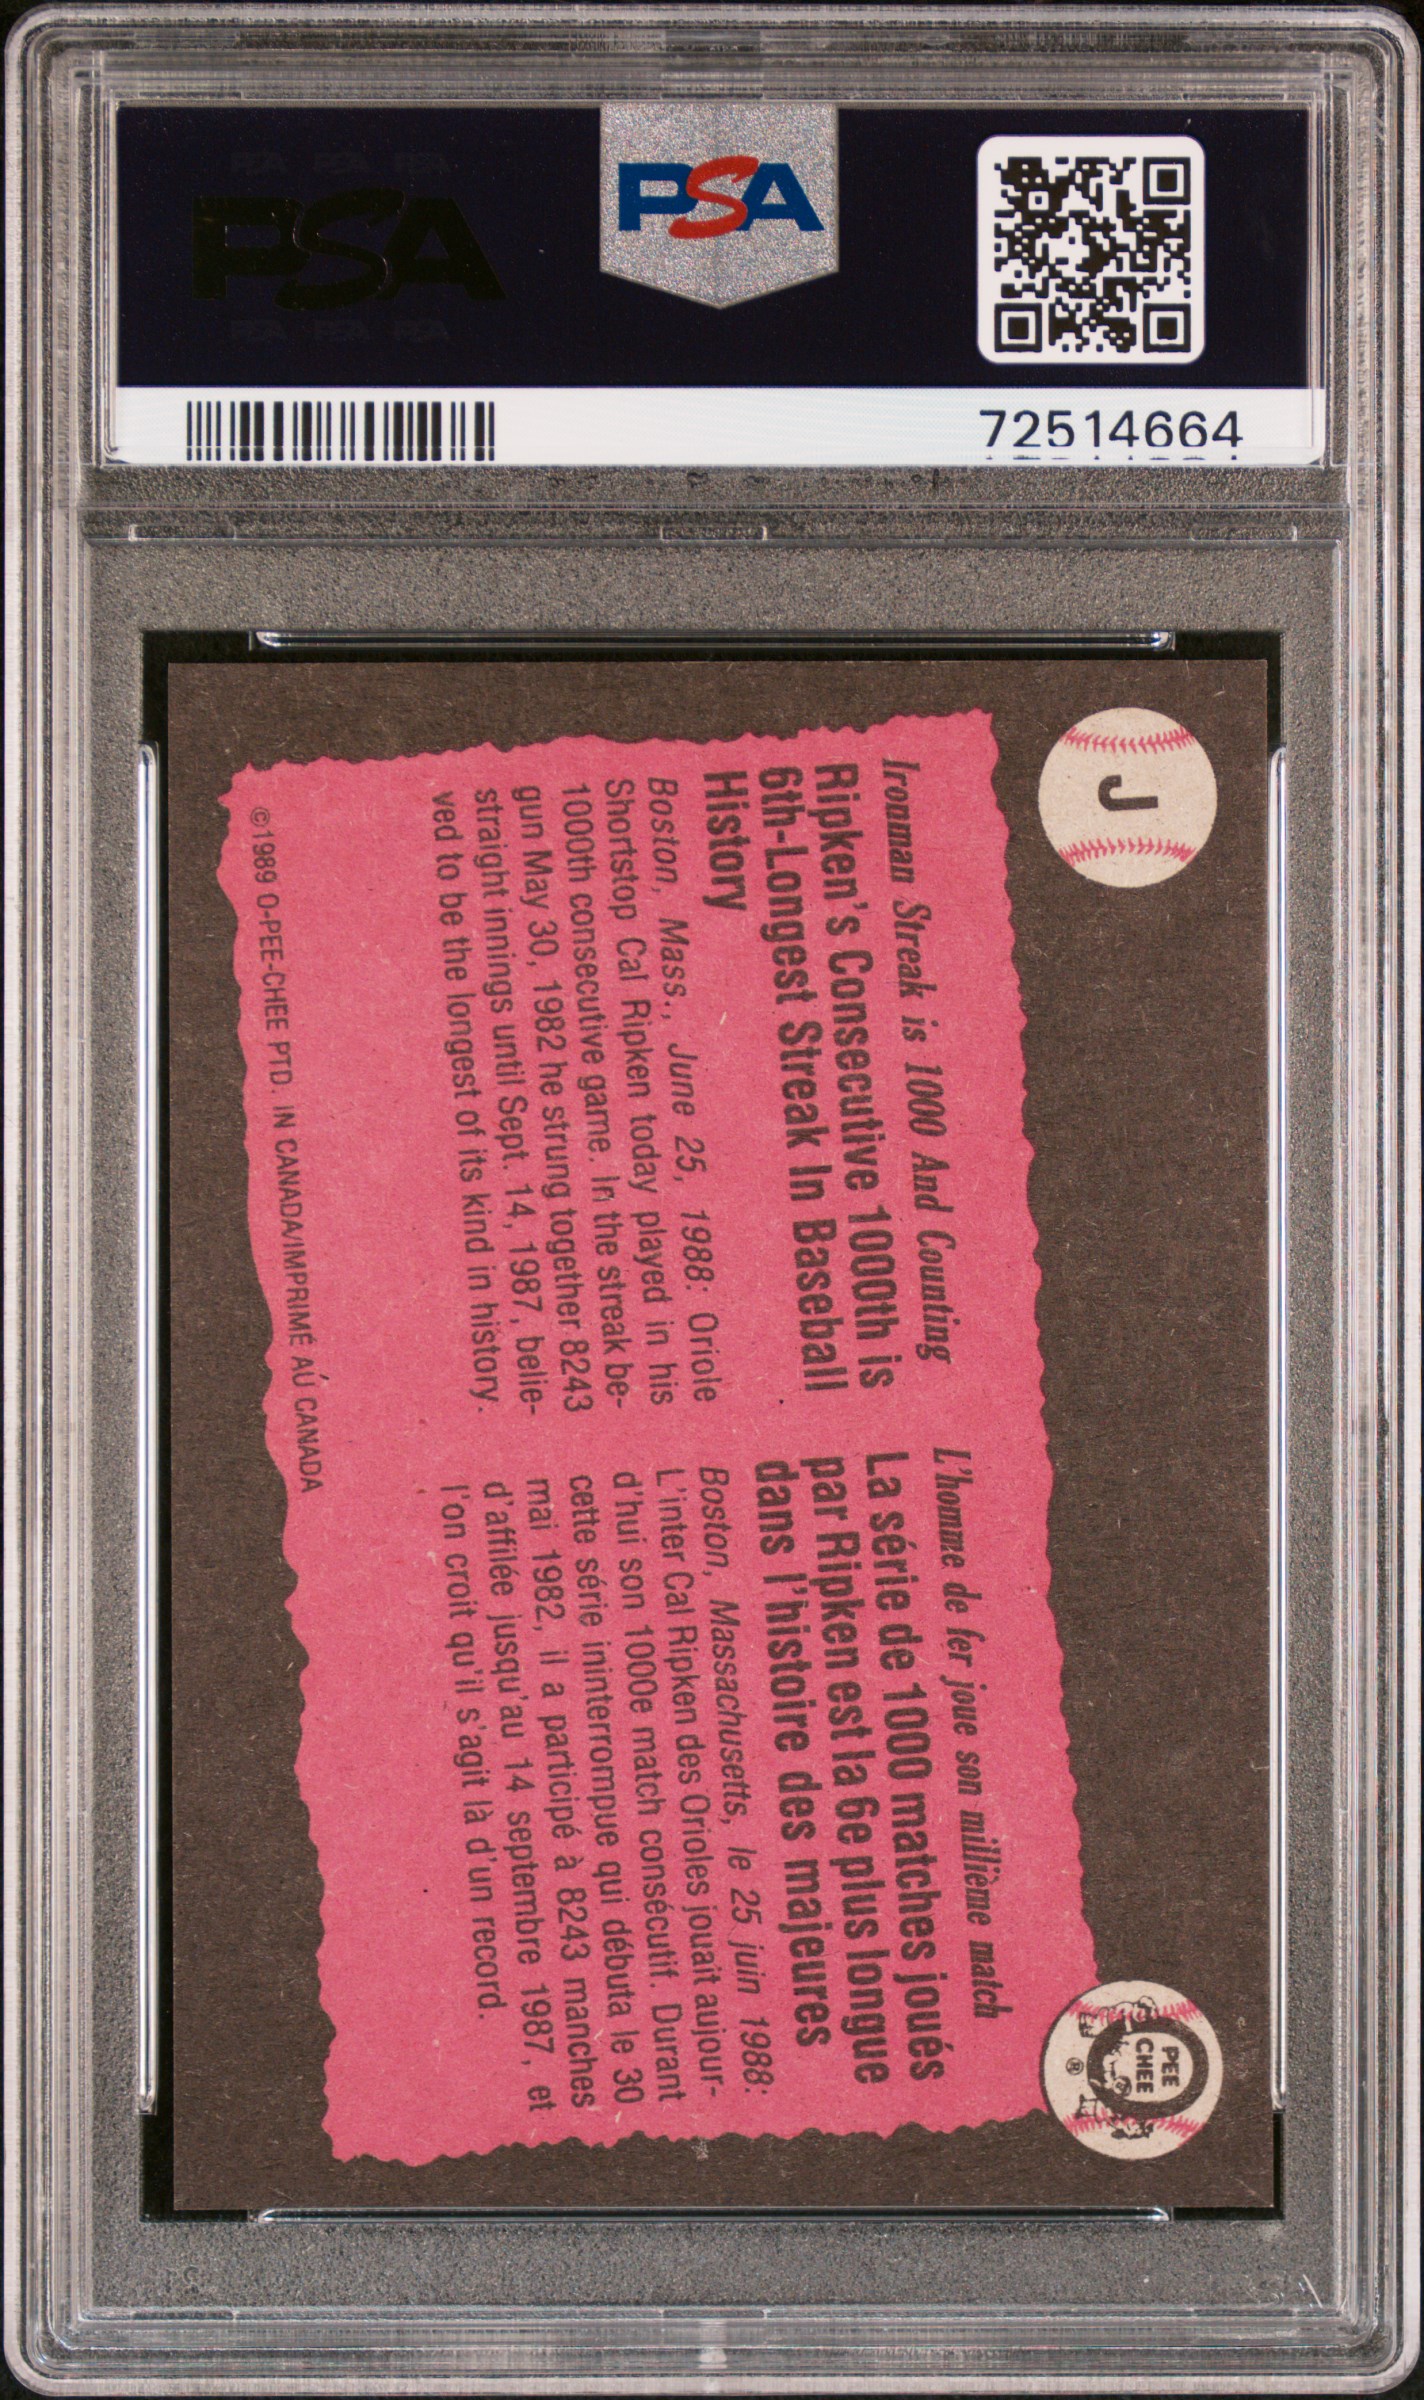 PSA
PSA
72514664
J
Ironman Streak is 1000 And Counting
Ripken's Consecutive 1000th is
6th-Longest Streak In Baseball
History
Boston, Mass., June 25, 1988: Oriole
Shortstop Cal Ripken today played in his
1000th consecutive game. In the streak be-
gun May 30, 1982 he strung together 8243
straight innings until Sept. 14, 1987, belie-
ved to be the longest of its kind in history.
L'homme de fer joue son millième match
La série de 1000 matches joués
par Ripken est la 6e plus longue
dans l'histoire des majeures
Boston, Massachusetts, le 25 juin 1988:
L'inter Cal Ripken des Orioles jouait aujour-
d'hui son 1000e match consécutif. Durant
cette série ininterrompue qui débuta le 30
mai 1982, il a participé à 8243 manches
d'affilée jusqu'au 14 septembre 1987, et
l'on croit qu'il s'agit là d'un record.
©1989 O-PEE-CHEE PTD. IN CANADA/IMPRIMÉ AU CANADA
O
PEE
CHEE
®